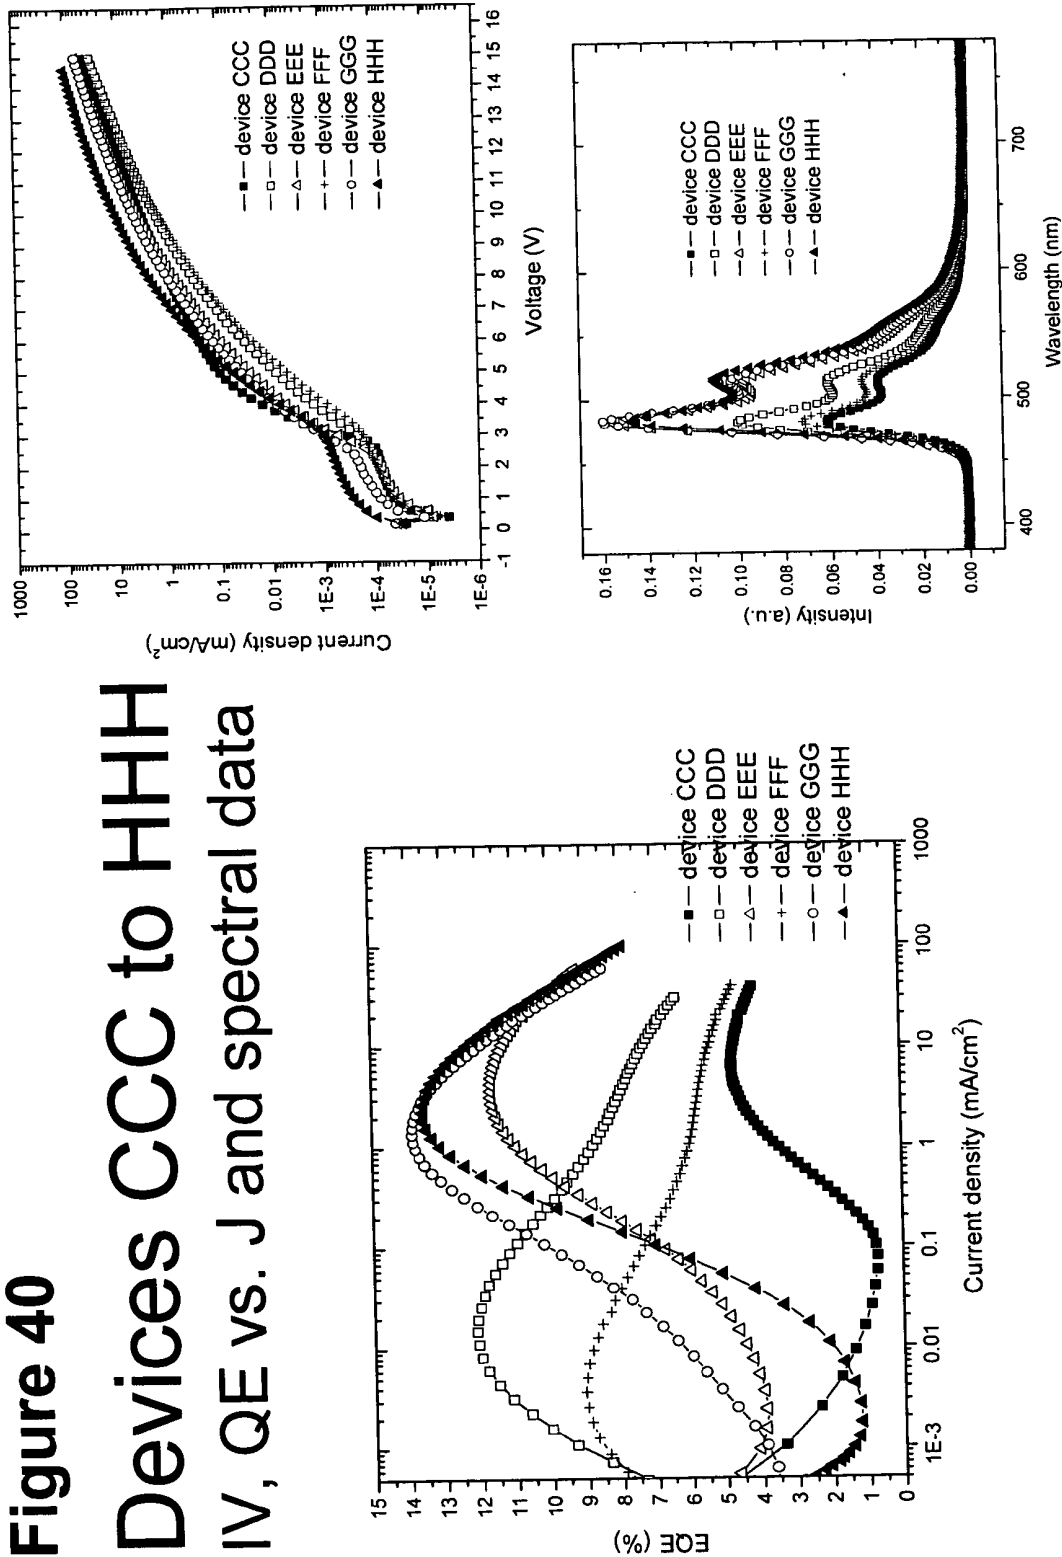 Figure 40
Devices CCC to HHH
IV, QE vs. J and spectral data
EQE (%)
15
14
13
12
11
10
9
8
7
6
5
4
3
2
1
0
1E-3
0.01
0.1
1
10
100
1000
Current density (mA/cm²)
device CCC
device DDD
device EEE
device FFF
device GGG
device HHH
Current density (mA/cm²)
1000
100
10
1
0.1
0.01
1E-3
1E-4
1E-5
1E-6
-1
0
1
2
3
4
5
6
7
8
9
10
11
12
13
14
15
16
Voltage (V)
device CCC
device DDD
device EEE
device FFF
device GGG
device HHH
Intensity (a.u.)
0.16
0.14
0.12
0.10
0.08
0.06
0.04
0.02
0.00
400
500
600
700
Wavelength (nm)
device CCC
device DDD
device EEE
device FFF
device GGG
device HHH